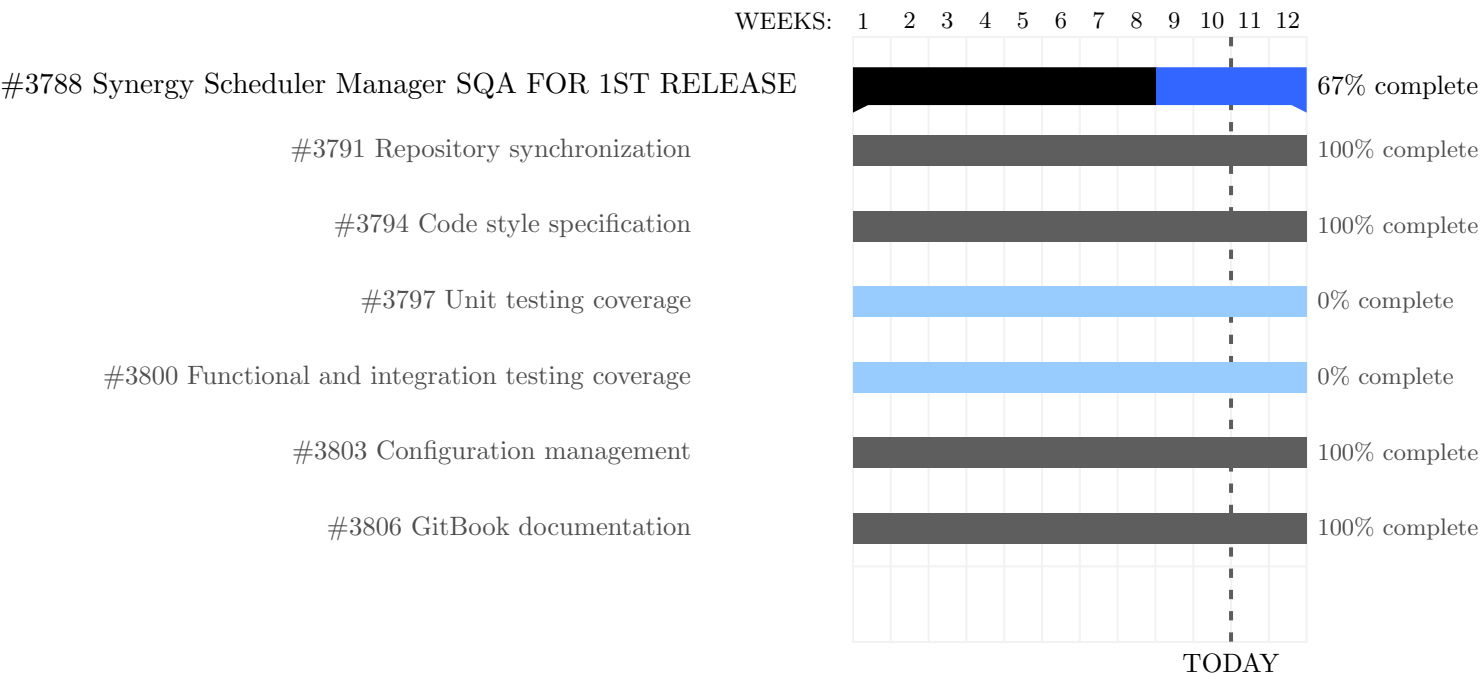 WEEKS: 1 2 3 4 5 6 7 8 9 10 11 12
#3788 Synergy Scheduler Manager SQA FOR 1ST RELEASE 67% complete
#3791 Repository synchronization 100% complete
#3794 Code style specification 100% complete
#3797 Unit testing coverage 0% complete
#3800 Functional and integration testing coverage 0% complete
#3803 Configuration management 100% complete
#3806 GitBook documentation 100% complete
TODAY